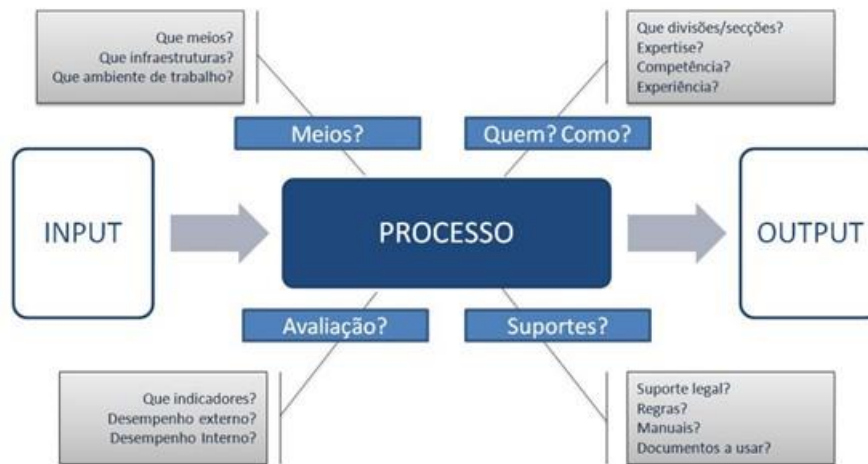 Que meios?
Que infraestruturas?
Que ambiente de trabalho?
Que divisões/secções?
Expertise?
Competência?
Experiência?
Meios?
Quem? Como?
INPUT
PROCESSO
OUTPUT
Avaliação?
Suportes?
Que indicadores?
Desempenho externo?
Desempenho Interno?
Suporte legal?
Regras?
Manuais?
Documentos a usar?